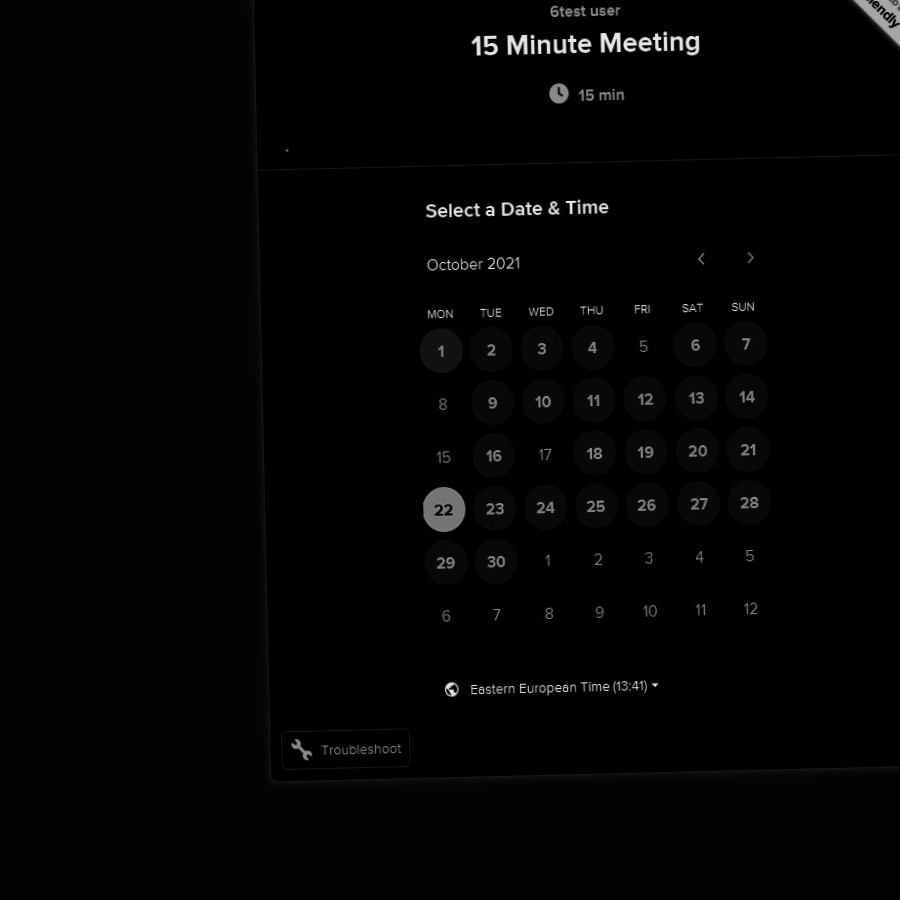 6test user
15 Minute Meeting
15 min
Select a Date & Time
October 2021
MON TUE WED THU FRI SAT SUN
1 2 3 4 5 6 7
8 9 10 11 12 13 14
15 16 17 18 19 20 21
22 23 24 25 26 27 28
29 30 1 2 3 4 5
6 7 8 9 10 11 12
Eastern European Time (13:41)
Troubleshoot